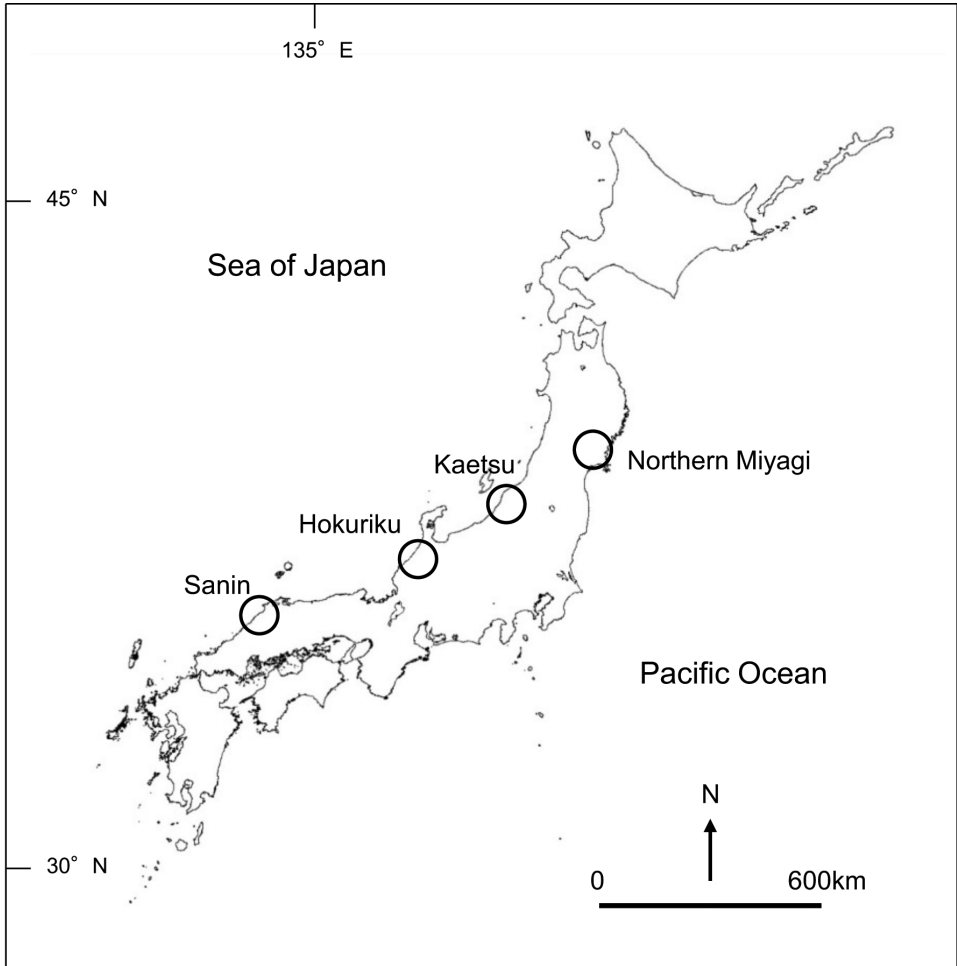 135° E
45° N
Sea of Japan
Kaetsu
Northern Miyagi
Hokuriku
Sanin
Pacific Ocean
N
30° N
0 600km